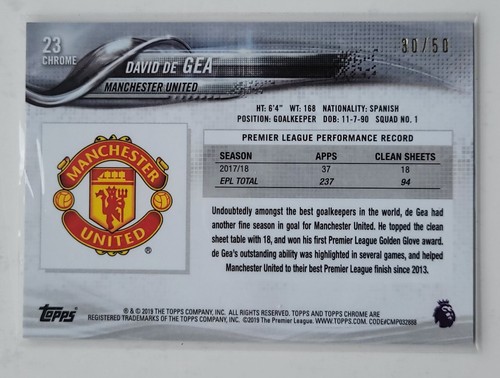 23
CHROME
DAVID DE GEA
MANCHESTER UNITED
30/50
HT: 6'4" WT: 168 NATIONALITY: SPANISH
POSITION: GOALKEEPER DOB: 11-7-90 SQUAD NO. 1
PREMIER LEAGUE PERFORMANCE RECORD
SEASON APPS CLEAN SHEETS
2017/18 37 18
EPL TOTAL 237 94
MANCHESTER
UNITED
®
Undoubtedly amongst the best goalkeepers in the world, de Gea had
another fine season in goal for Manchester United. He topped the clean
sheet table with 18, and won his first Premier League Golden Glove award.
de Gea's outstanding ability was highlighted in several games, and helped
Manchester United to their best Premier League finish since 2013.
Topps
® & © 2019 THE TOPPS COMPANY, INC. ALL RIGHTS RESERVED. TOPPS AND TOPPS CHROME ARE
REGISTERED TRADEMARKS OF THE TOPPS COMPANY, INC. ©2019 The Premier League. WWW.TOPPS.COM. CODE#CMP032888